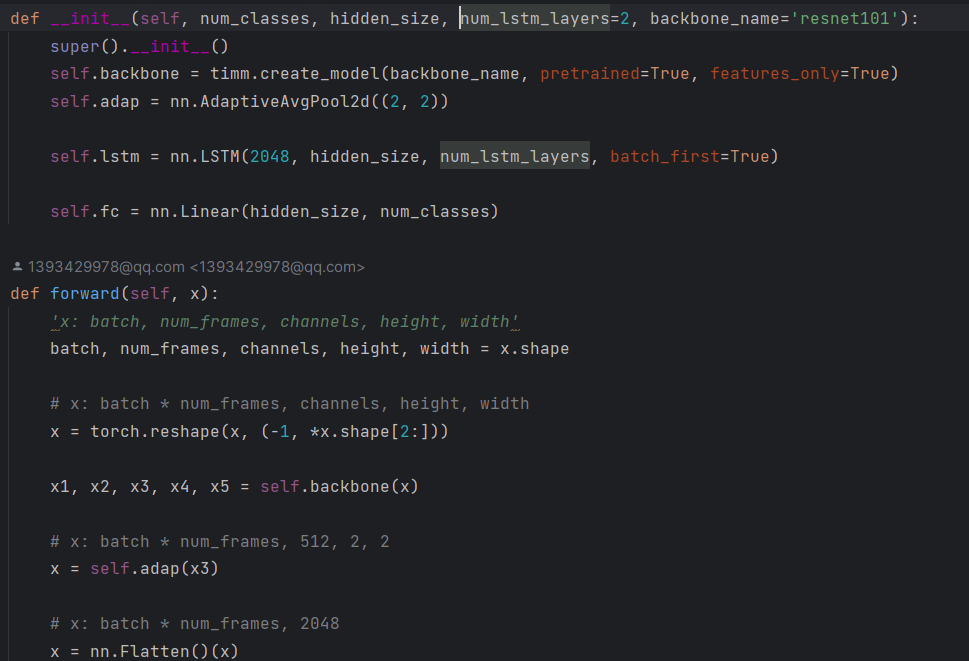 def __init__(self, num_classes, hidden_size, num_lstm_layers=2, backbone_name='resnet101'):
super().__init__()
self.backbone = timm.create_model(backbone_name, pretrained=True, features_only=True)
self.adap = nn.AdaptiveAvgPool2d((2, 2))
self.lstm = nn.LSTM(2048, hidden_size, num_lstm_layers, batch_first=True)
self.fc = nn.Linear(hidden_size, num_classes)
1393429978@qq.com <1393429978@qq.com>
def forward(self, x):
'x: batch, num_frames, channels, height, width'
batch, num_frames, channels, height, width = x.shape
# x: batch * num_frames, channels, height, width
x = torch.reshape(x, (-1, *x.shape[2:]))
x1, x2, x3, x4, x5 = self.backbone(x)
# x: batch * num_frames, 512, 2, 2
x = self.adap(x3)
# x: batch * num_frames, 2048
x = nn.Flatten()(x)